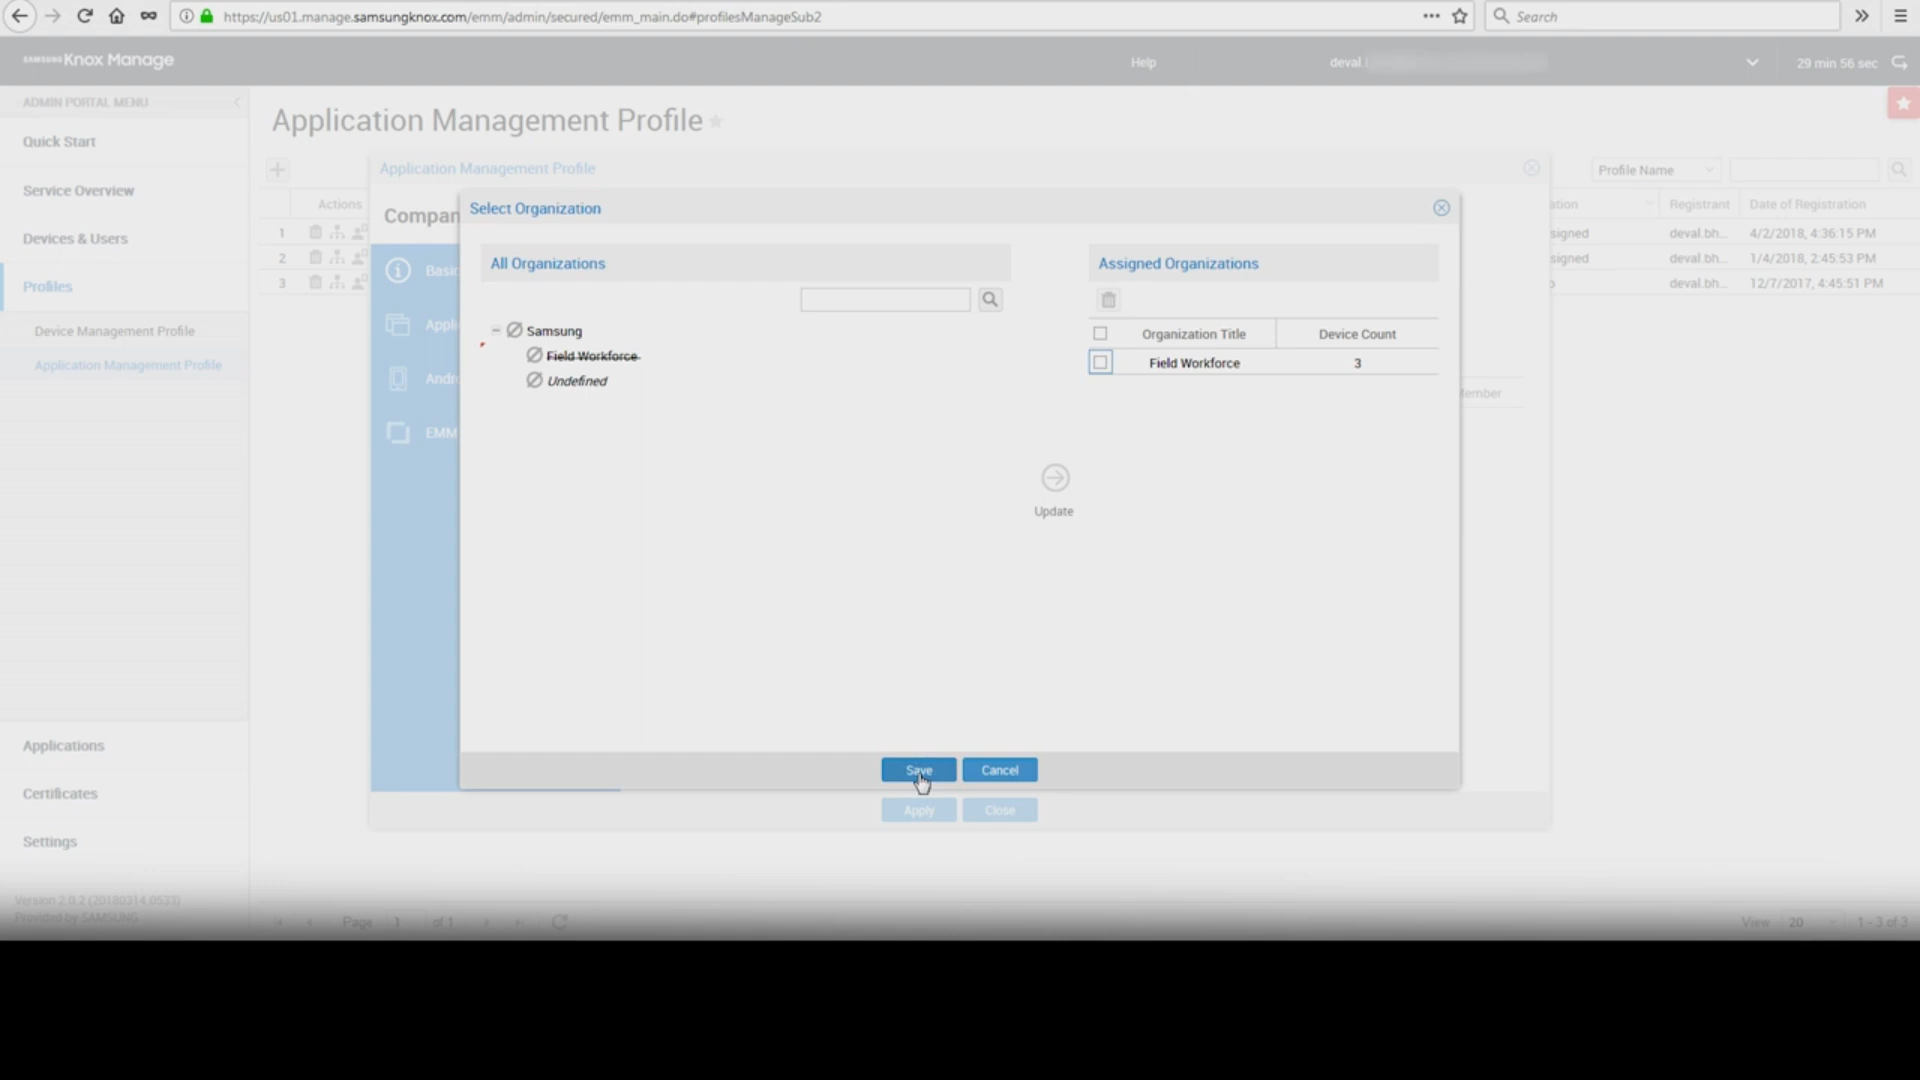 https://us01.manage.samsungknox.com/emm/admin/secured/emm_main.do#profilesManageSub2
Search
SAMSUNG Knox Manage
Help
deval.
29 min 56 sec
ADMIN PORTAL MENU
Quick Start
Service Overview
Devices & Users
Profiles
Device Management Profile
Application Management Profile
Applications
Certificates
Settings
Version 2.0.2 (20180314.0533)
Provided by SAMSUNG
Application Management Profile
Profile Name
Actions
ation
Registrant
Date of Registration
1
signed
deval.bh...
4/2/2018, 4:36:15 PM
2
signed
deval.bh...
1/4/2018, 2:45:53 PM
3
deval.bh...
12/7/2017, 4:45:51 PM
Application Management Profile
Compan
Basic
Appli
Andro
EMM
ember
Select Organization
All Organizations
Samsung
Field Workforce
Undefined
Update
Assigned Organizations
Organization Title
Device Count
Field Workforce
3
Save
Cancel
Apply
Close
Page 1 of 1
View 20
1 - 3 of 3